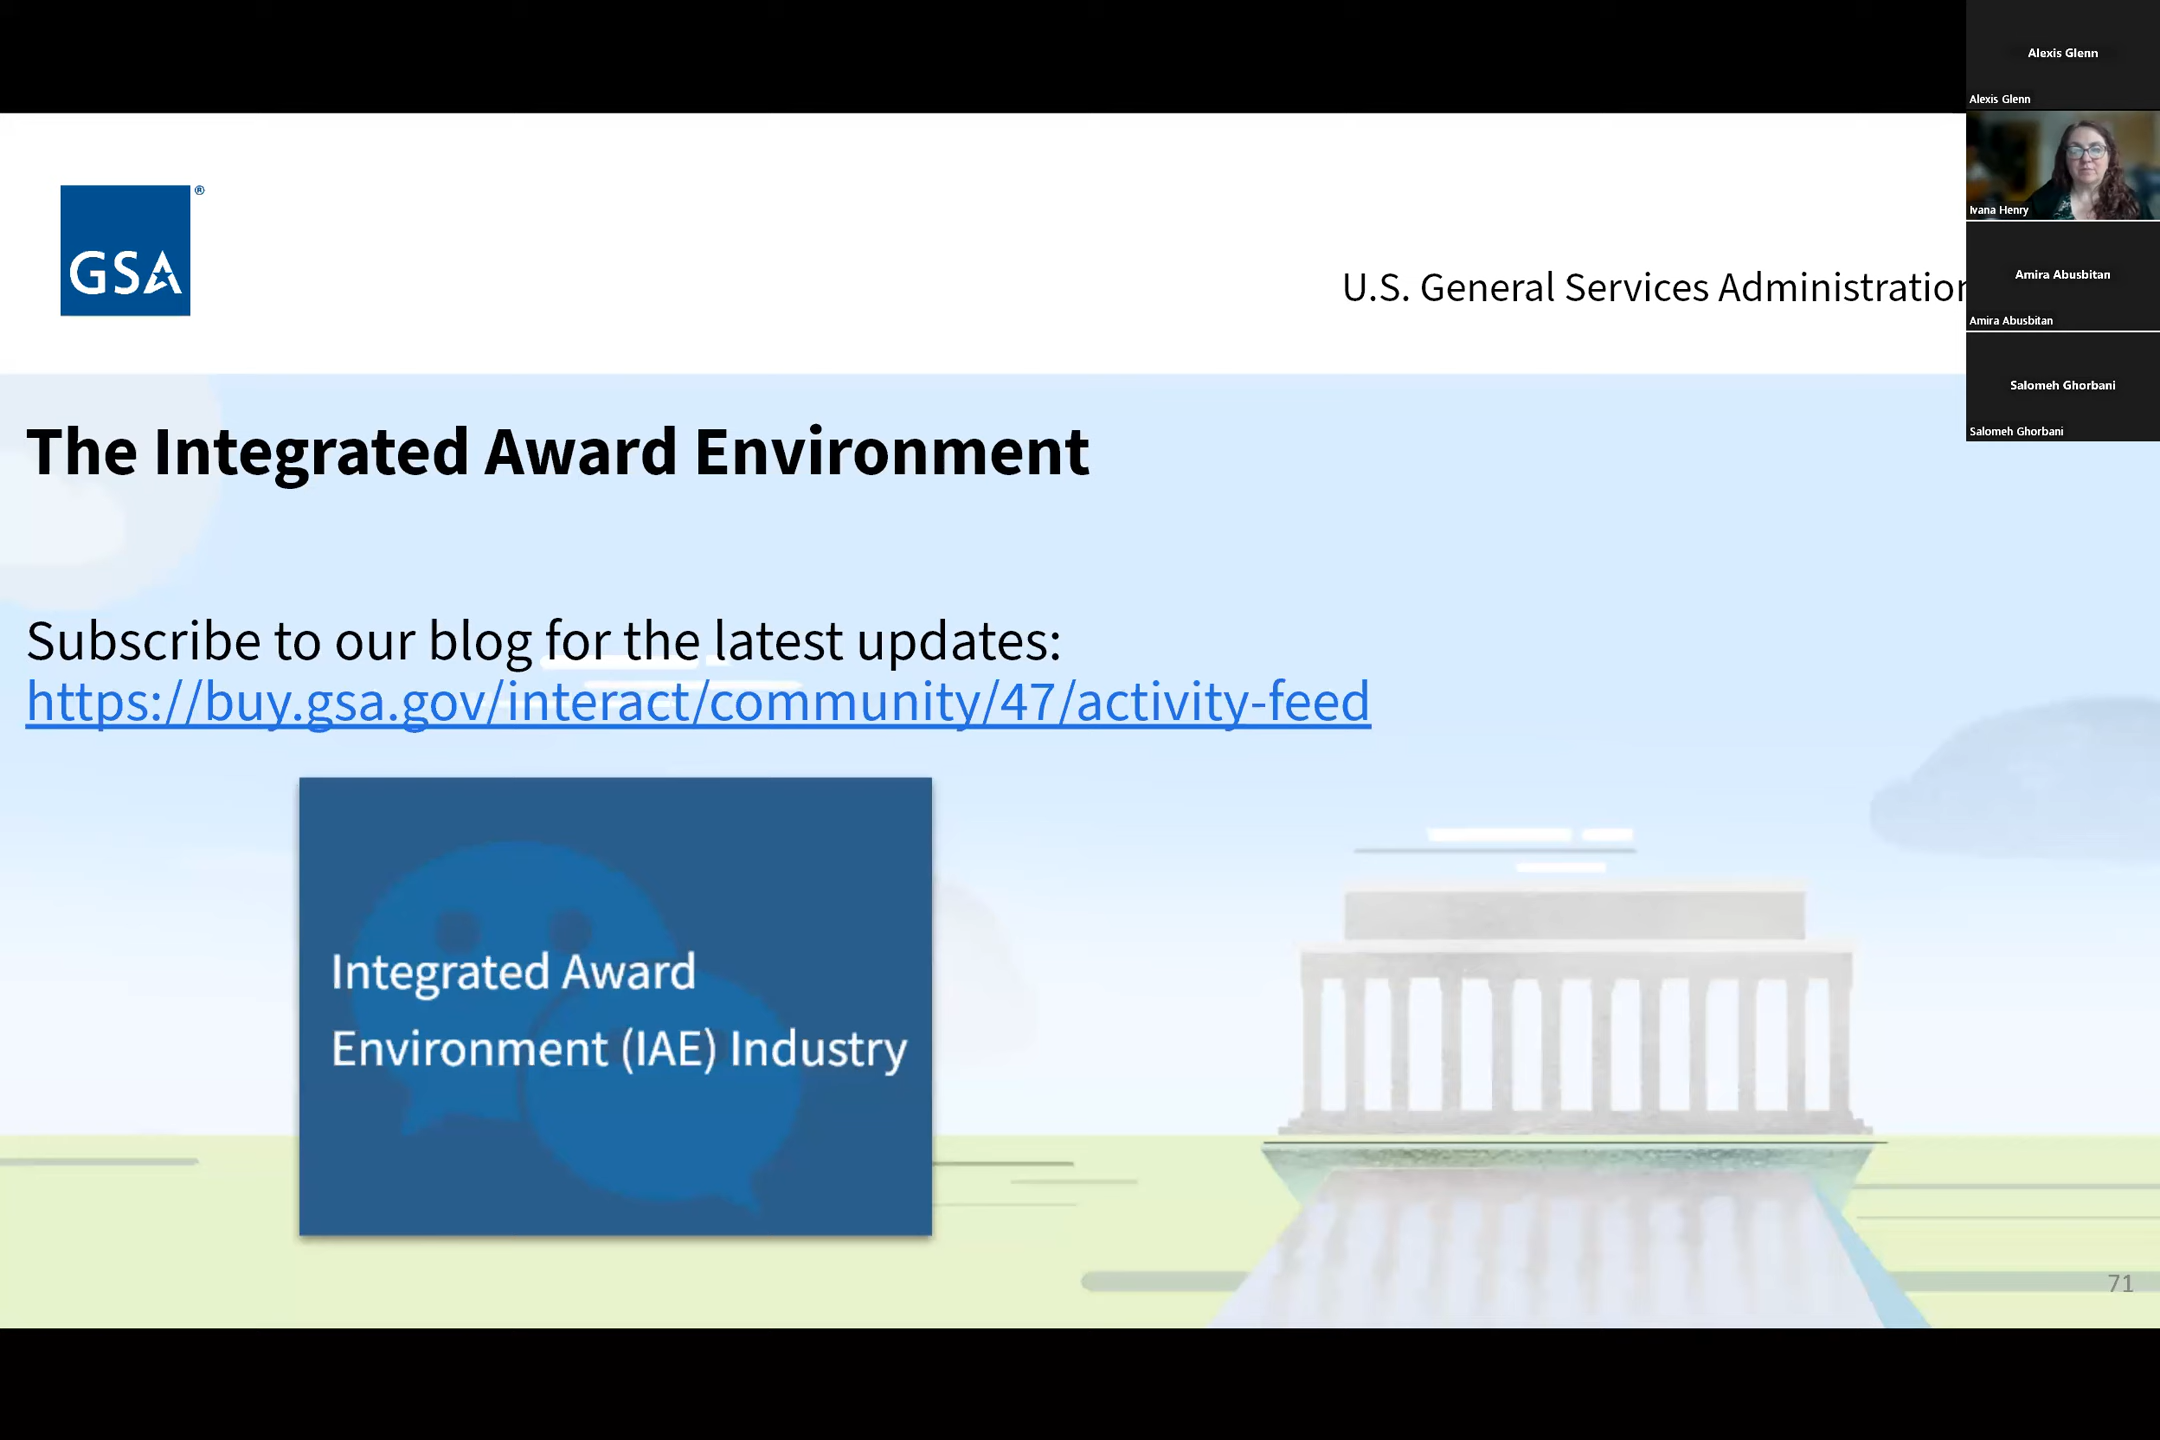 Alexis Glenn
Alexis Glenn
Ivana Henry
Amira Abusbitan
Amira Abusbitan
Salomeh Ghorbani
Salomeh Ghorbani
GSA®
U.S. General Services Administration
The Integrated Award Environment
Subscribe to our blog for the latest updates:
https://buy.gsa.gov/interact/community/47/activity-feed
Integrated Award
Environment (IAE) Industry
71